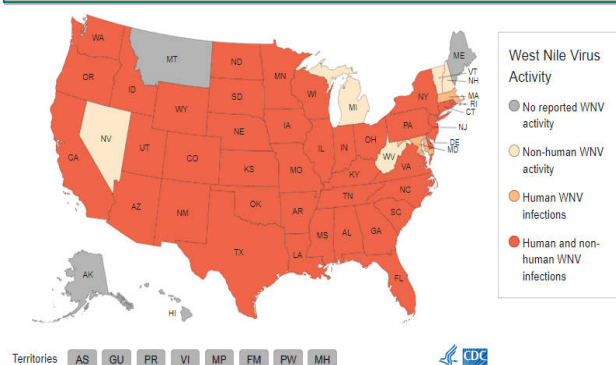 WA
MT
ME
ND
MN
VT
NH
OR
ID
SD
WI
MI
NY
MA
RI
CT
WY
NE
IA
PA
NJ
NV
UT
CO
IL
IN
OH
DE
MD
WV
VA
CA
KS
MO
KY
NC
TN
AZ
NM
OK
AR
SC
MS
AL
GA
TX
LA
FL
AK
HI
West Nile Virus
Activity
No reported WNV
activity
Non-human WNV
activity
Human WNV
infections
Human and non-
human WNV
infections
Territories AS GU PR VI MP FM PW MH
CDC